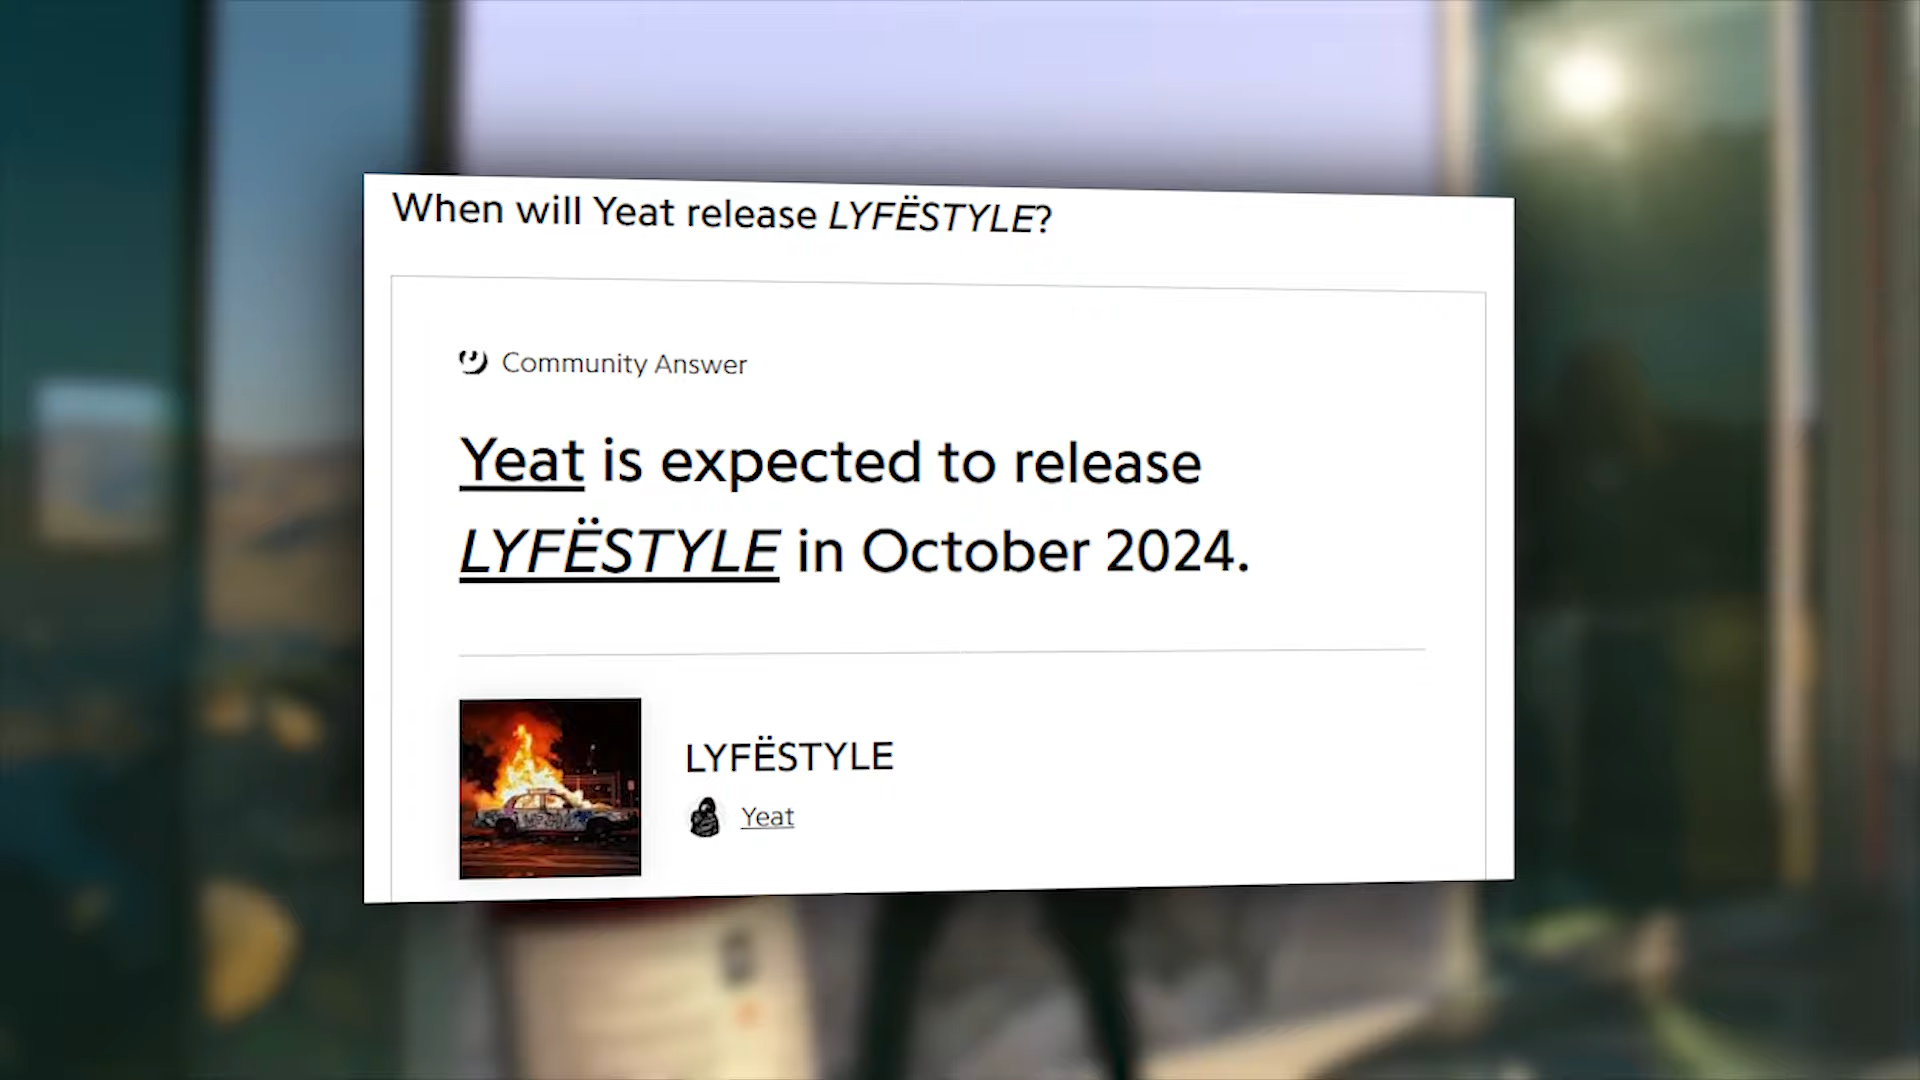 When will Yeat release LYFËSTYLE?
Community Answer
Yeat is expected to release
LYFËSTYLE in October 2024.
LYFËSTYLE
Yeat